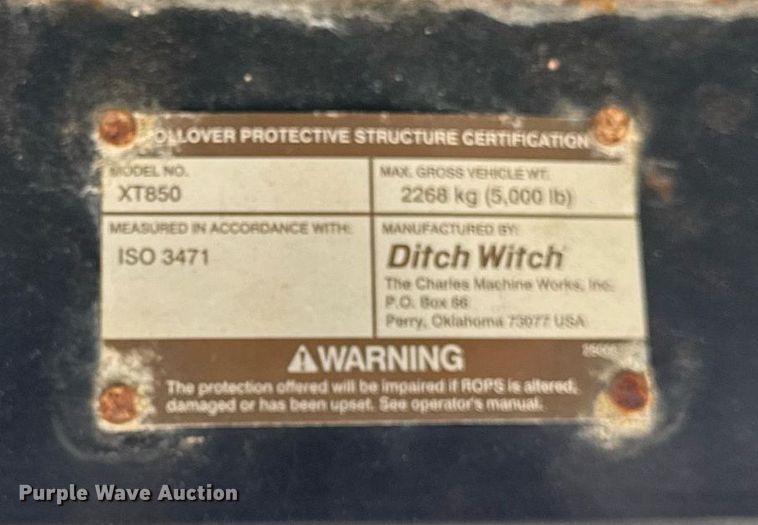 OLLOVER PROTECTIVE STRUCTURE CERTIFICATION
MODEL NO.
XT850
MAX. GROSS VEHICLE WT.
2268 kg (5,000 lb)
MEASURED IN ACCORDANCE WITH:
ISO 3471
MANUFACTURED BY:
Ditch Witch
The Charles Machine Works, Inc.
P.O. Box 66
Perry, Oklahoma 73077 USA
WARNING
The protection offered will be impaired if ROPS is altered,
damaged or has been upset. See operator's manual.
Purple Wave Auction